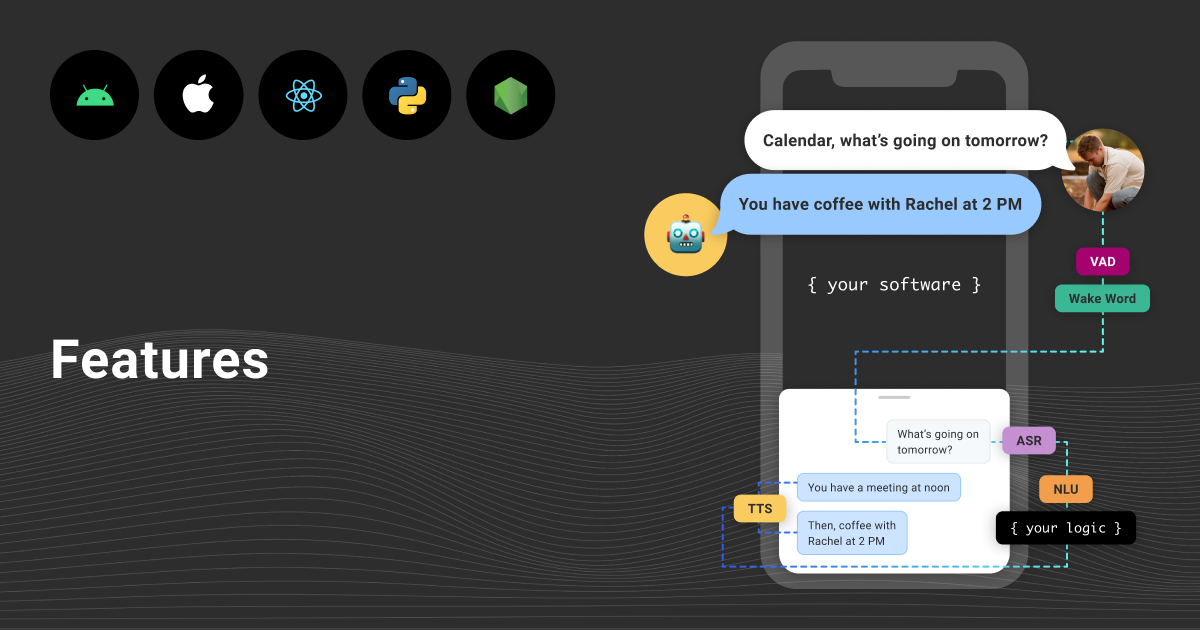 Calendar, what’s going on tomorrow?
You have coffee with Rachel at 2 PM
VAD
{ your software }
Wake Word
Features
What’s going on
tomorrow?
ASR
You have a meeting at noon
NLU
TTS
Then, coffee with
Rachel at 2 PM
{ your logic }